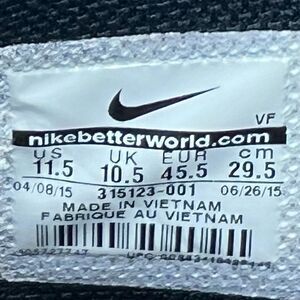 VF
nikebetterworld.com
US UK EUR cm
11.5 10.5 45.5 29.5
04/08/15 315123-001 06/26/15
MADE IN VIETNAM
FABRIQUE AU VIETNAM